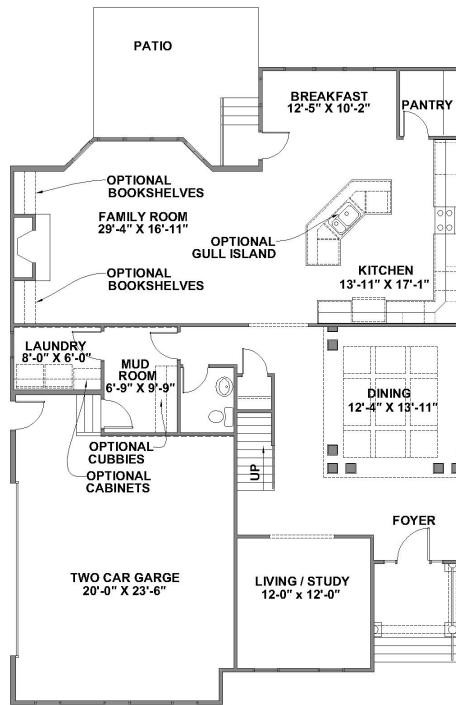 PATIO
BREAKFAST
12'-5" X 10'-2"
PANTRY
OPTIONAL
BOOKSHELVES
FAMILY ROOM
29'-4" X 16'-11"
OPTIONAL
GULL ISLAND
OPTIONAL
BOOKSHELVES
KITCHEN
13'-11" X 17'-1"
LAUNDRY
8'-0" X 6'-0"
MUD
ROOM
6'-9" X 9'-9"
DINING
12'-4" X 13'-11"
OPTIONAL
CUBBIES
OPTIONAL
CABINETS
UP
FOYER
TWO CAR GARGE
20'-0" X 23'-6"
LIVING / STUDY
12-0" x 12'-0"